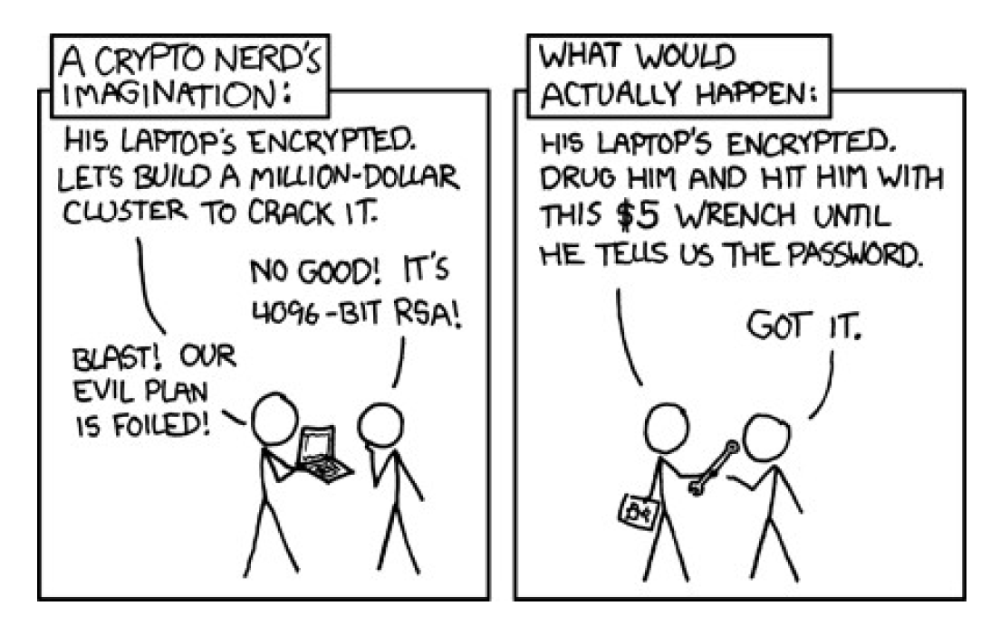 A CRYPTO NERD'S
IMAGINATION:
HIS LAPTOP'S ENCRYPTED.
LET'S BUILD A MILLION-DOLLAR
CLUSTER TO CRACK IT.
NO GOOD! IT'S
4096-BIT RSA!
BLAST! OUR
EVIL PLAN
IS FOILED!
WHAT WOULD
ACTUALLY HAPPEN:
HIS LAPTOP'S ENCRYPTED.
DRUG HIM AND HIT HIM WITH
THIS $5 WRENCH UNTIL
HE TELLS US THE PASSWORD.
GOT IT.